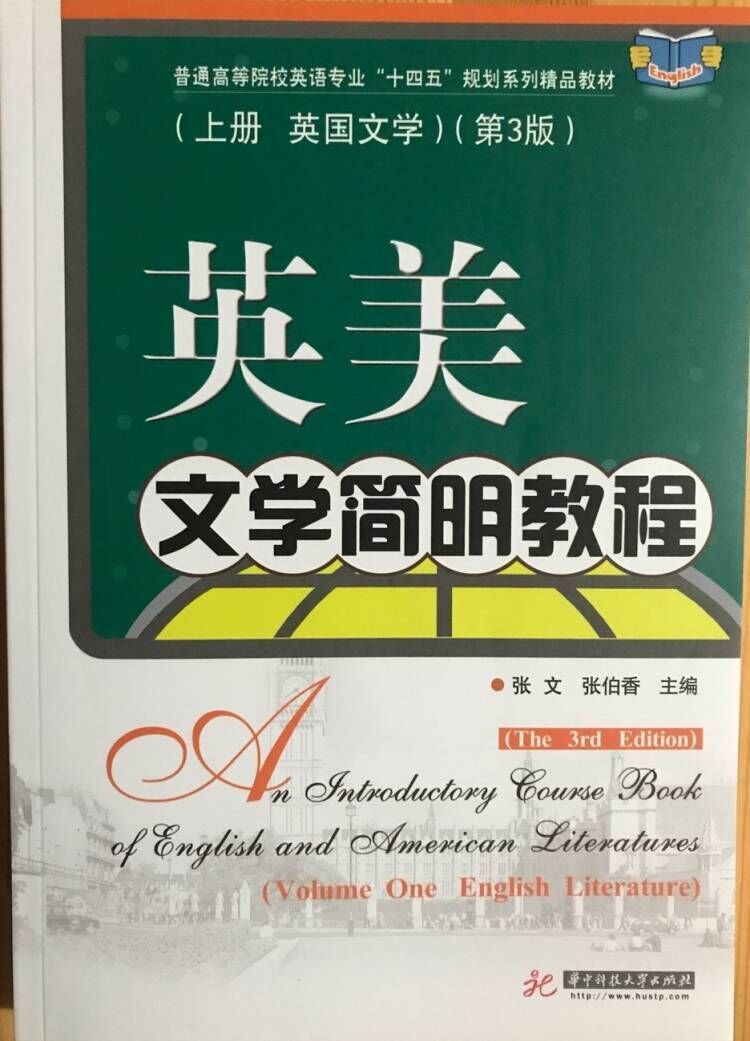 普通高等院校英语专业“十四五”规划系列精品教材
English
（上册 英国文学）（第3版）
英美
文学简明教程
张文 张伯香 主编
(The 3rd Edition)
An Introductory Course Book
of English and American Literatures
(Volume One English Literature)
华中科技大学出版社
http://www.hustp.com